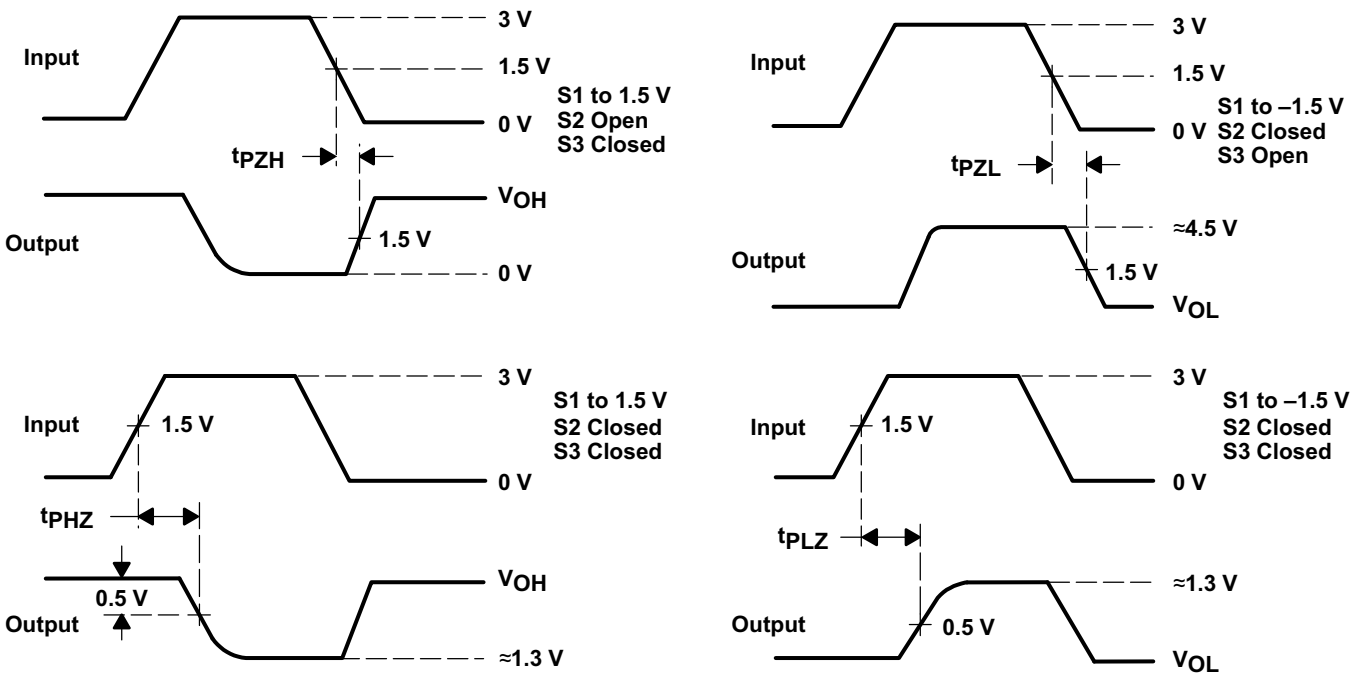 3 V
Input
1.5 V
S1 to 1.5 V
S2 Open
S3 Closed
0 V
tPZH
VOH
Output
1.5 V
0 V
3 V
Input
1.5 V
S1 to –1.5 V
S2 Closed
S3 Open
0 V
tPZL
≈4.5 V
Output
1.5 V
VOL
3 V
Input
1.5 V
S1 to 1.5 V
S2 Closed
S3 Closed
0 V
tPHZ
VOH
0.5 V
Output
≈1.3 V
3 V
Input
1.5 V
S1 to –1.5 V
S2 Closed
S3 Closed
0 V
tPLZ
≈1.3 V
Output
0.5 V
VOL